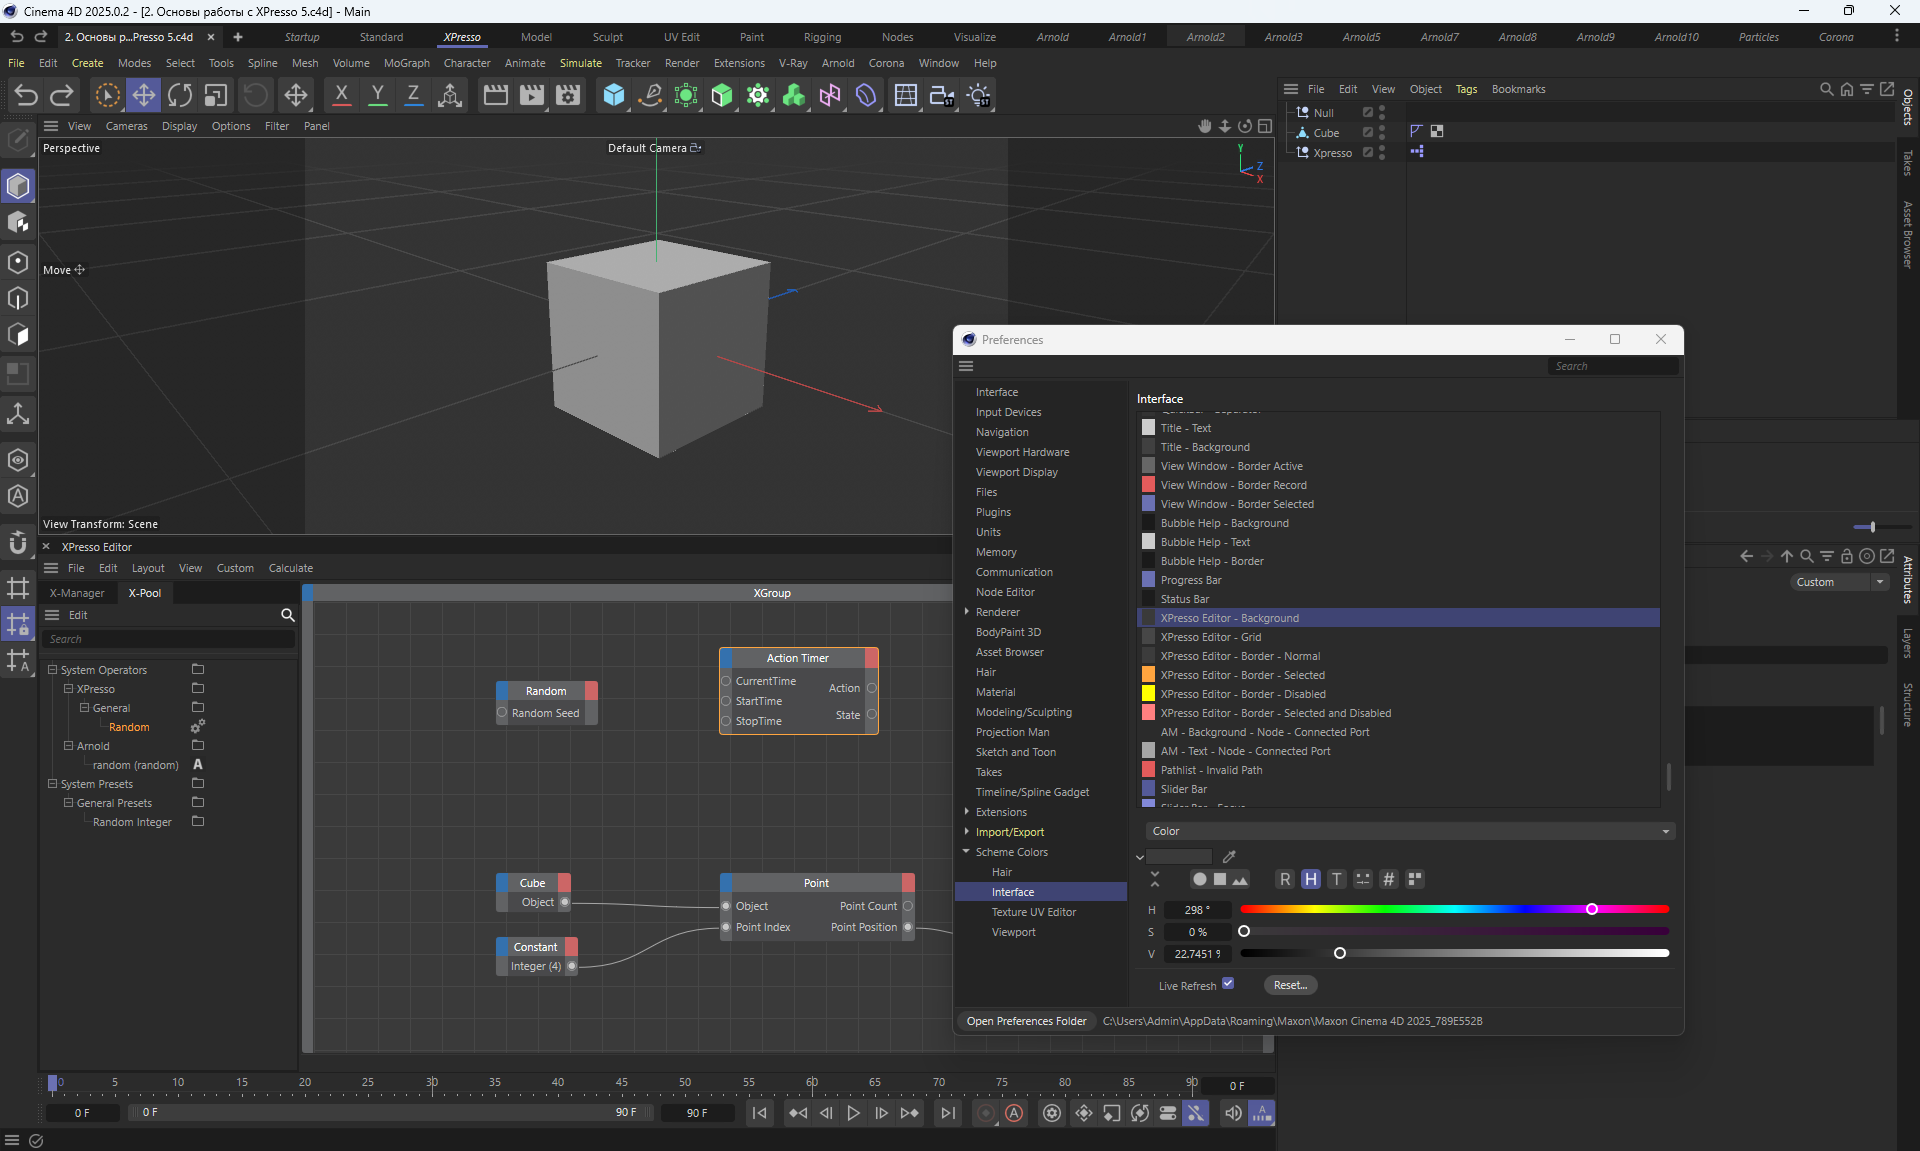 Cinema 4D 2025.0.2 - [2. Основы работы с XPresso 5.c4d] - Main
2. Основы р...Presso 5.c4d × + Startup Standard XPresso Model Sculpt UV Edit Paint Rigging Nodes Visualize Arnold Arnold1 Arnold2 Arnold3 Arnold5 Arnold7 Arnold8 Arnold9 Arnold10 Particles Corona
File Edit Create Modes Select Tools Spline Mesh Volume MoGraph Character Animate Simulate Tracker Render Extensions V-Ray Arnold Corona Window Help
X Y Z ST ST
File Edit View Object Tags Bookmarks
Null
Cube
Xpresso
Objects
Takes
Asset Browser
View Cameras Display Options Filter Panel
Perspective
Default Camera
Y
Z
X
Move
View Transform: Scene
XPresso Editor
File Edit Layout View Custom Calculate
X-Manager X-Pool
Edit
Search
System Operators
XPresso
General
Random
Arnold
random (random) A
System Presets
General Presets
Random Integer
XGroup
Random
Random Seed
Action Timer
CurrentTime
StartTime
StopTime
Action
State
Cube
Object
Constant
Integer (4)
Point
Object
Point Index
Point Count
Point Position
Preferences
Search
Interface
Input Devices
Navigation
Viewport Hardware
Viewport Display
Files
Plugins
Units
Memory
Communication
Node Editor
Renderer
BodyPaint 3D
Asset Browser
Hair
Material
Modeling/Sculpting
Projection Man
Sketch and Toon
Takes
Timeline/Spline Gadget
Extensions
Import/Export
Scheme Colors
Hair
Interface
Texture UV Editor
Viewport
Interface
Title - Text
Title - Background
View Window - Border Active
View Window - Border Record
View Window - Border Selected
Bubble Help - Background
Bubble Help - Text
Bubble Help - Border
Progress Bar
Status Bar
XPresso Editor - Background
XPresso Editor - Grid
XPresso Editor - Border - Normal
XPresso Editor - Border - Selected
XPresso Editor - Border - Disabled
XPresso Editor - Border - Selected and Disabled
AM - Background - Node - Connected Port
AM - Text - Node - Connected Port
Pathlist - Invalid Path
Slider Bar
Color
R H T #
H 298 °
S 0 %
V 22.7451 %
Live Refresh Reset...
Open Preferences Folder C:\Users\Admin\AppData\Roaming\Maxon\Maxon Cinema 4D 2025_789E552B
Custom
Attributes
Layers
Structure
0 5 10 15 20 25 30 35 40 45 50 55 60 65 70 75 80 85 90 0 F
0 F 0 F 90 F 90 F